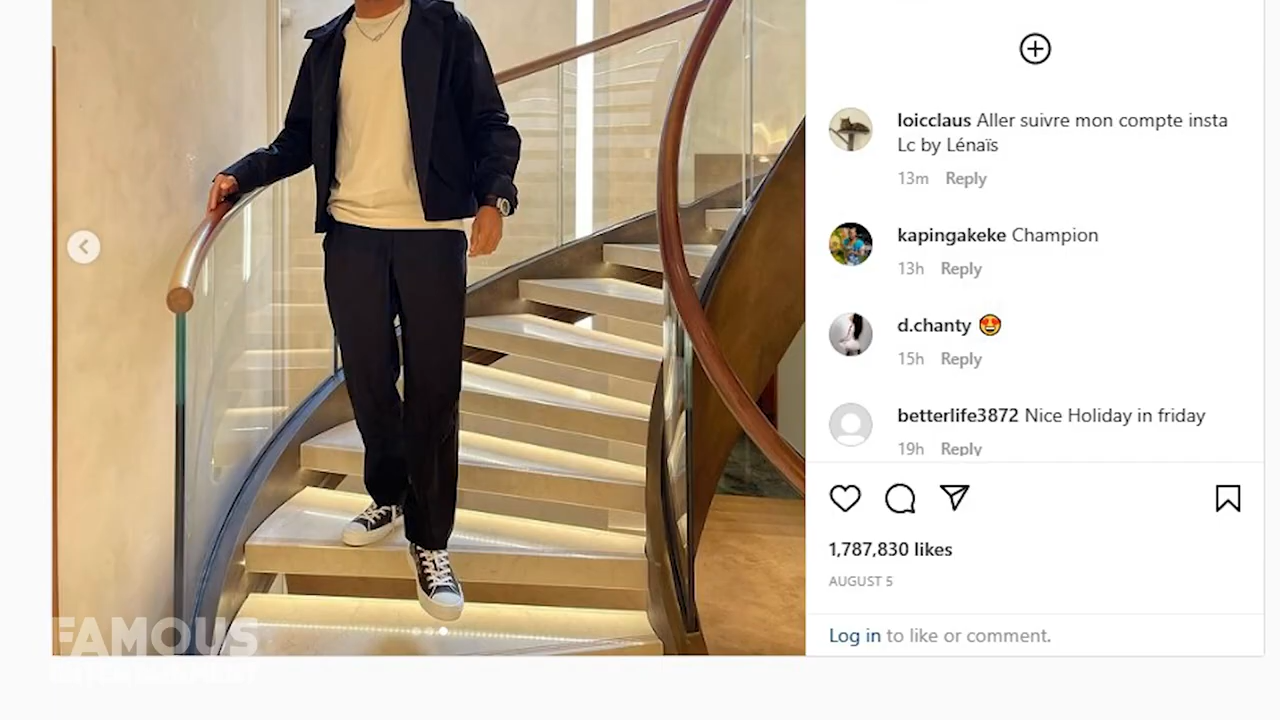 loicclaus Aller suivre mon compte insta
Lc by Lénaïs
13m Reply
kapingakeke Champion
13h Reply
d.chanty 😍
15h Reply
betterlife3872 Nice Holiday in friday
19h Reply
1,787,830 likes
AUGUST 5
Log in to like or comment.
FAMOUS